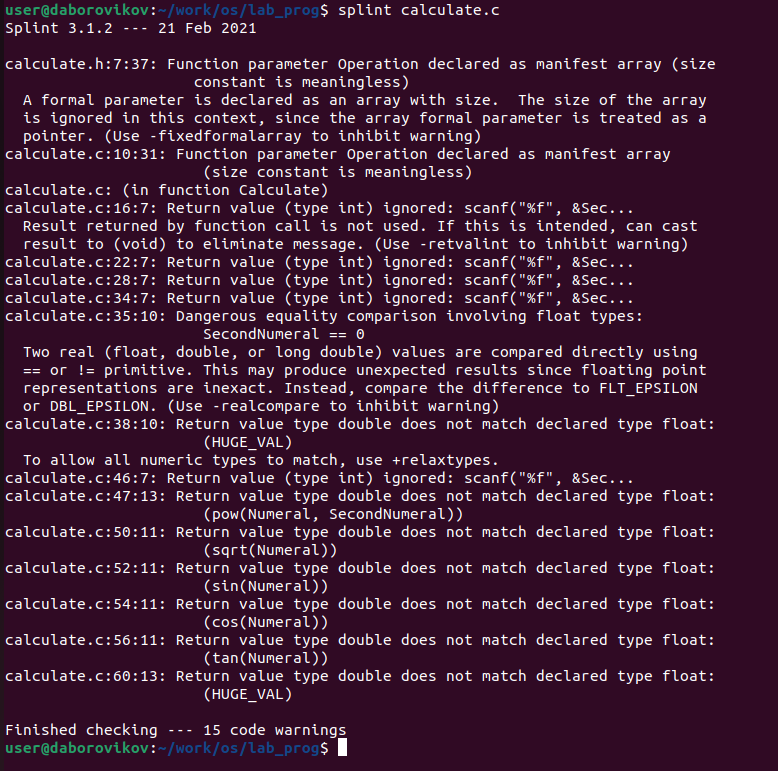 user@daborovikov:~/work/os/lab_prog$ splint calculate.c
Splint 3.1.2 --- 21 Feb 2021

calculate.h:7:37: Function parameter Operation declared as manifest array (size
                     constant is meaningless)
  A formal parameter is declared as an array with size.  The size of the array
  is ignored in this context, since the array formal parameter is treated as a
  pointer. (Use -fixedformalarray to inhibit warning)
calculate.c:10:31: Function parameter Operation declared as manifest array
                      (size constant is meaningless)
calculate.c: (in function Calculate)
calculate.c:16:7: Return value (type int) ignored: scanf("%f", &Sec...
  Result returned by function call is not used. If this is intended, can cast
  result to (void) to eliminate message. (Use -retvalint to inhibit warning)
calculate.c:22:7: Return value (type int) ignored: scanf("%f", &Sec...
calculate.c:28:7: Return value (type int) ignored: scanf("%f", &Sec...
calculate.c:34:7: Return value (type int) ignored: scanf("%f", &Sec...
calculate.c:35:10: Dangerous equality comparison involving float types:
                      SecondNumeral == 0
  Two real (float, double, or long double) values are compared directly using
  == or != primitive. This may produce unexpected results since floating point
  representations are inexact. Instead, compare the difference to FLT_EPSILON
  or DBL_EPSILON. (Use -realcompare to inhibit warning)
calculate.c:38:10: Return value type double does not match declared type float:
                      (HUGE_VAL)
  To allow all numeric types to match, use +relaxtypes.
calculate.c:46:7: Return value (type int) ignored: scanf("%f", &Sec...
calculate.c:47:13: Return value type double does not match declared type float:
                      (pow(Numeral, SecondNumeral))
calculate.c:50:11: Return value type double does not match declared type float:
                      (sqrt(Numeral))
calculate.c:52:11: Return value type double does not match declared type float:
                      (sin(Numeral))
calculate.c:54:11: Return value type double does not match declared type float:
                      (cos(Numeral))
calculate.c:56:11: Return value type double does not match declared type float:
                      (tan(Numeral))
calculate.c:60:13: Return value type double does not match declared type float:
                      (HUGE_VAL)

Finished checking --- 15 code warnings
user@daborovikov:~/work/os/lab_prog$